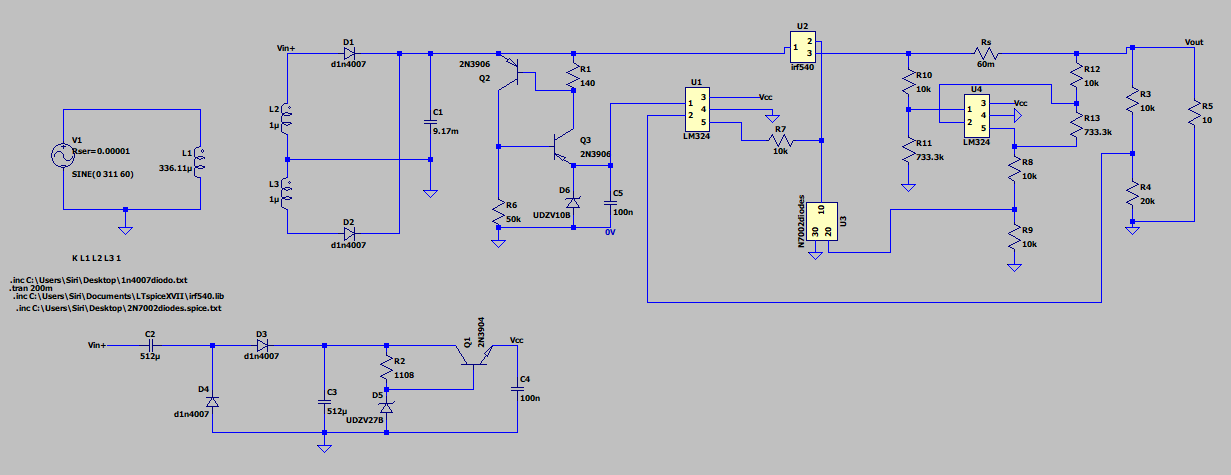 U2
1
2
3
irf540
Vin+
D1
d1n4007
2N3906
Q2
R1
140
Rs
60m
Vout
R10
10k
R12
10k
U1
1
2
3
4
5
LM324
Vcc
U4
1
2
3
4
5
LM324
Vcc
R3
10k
R5
10
L2
1µ
C1
9.17m
R13
733.3k
V1
Rser=0.00001
SINE(0 311 60)
L1
336.11µ
Q3
2N3906
R7
10k
R11
733.3k
R8
10k
L3
1µ
D6
UDZV10B
C5
100n
R4
20k
R6
50k
0V
N7002diodes
10
30
20
U3
D2
d1n4007
R9
10k
K L1 L2 L3 1
.inc C:\Users\Siri\Desktop\1n4007diodo.txt
.tran 200m
.inc C:\Users\Siri\Documents\LTspiceXVII\irf540.lib
.inc C:\Users\Siri\Desktop\2N7002diodes.spice.txt
Vin+
C2
512µ
D3
d1n4007
Q1
2N3904
Vcc
R2
1108
C4
100n
D4
d1n4007
C3
512µ
D5
UDZV27B